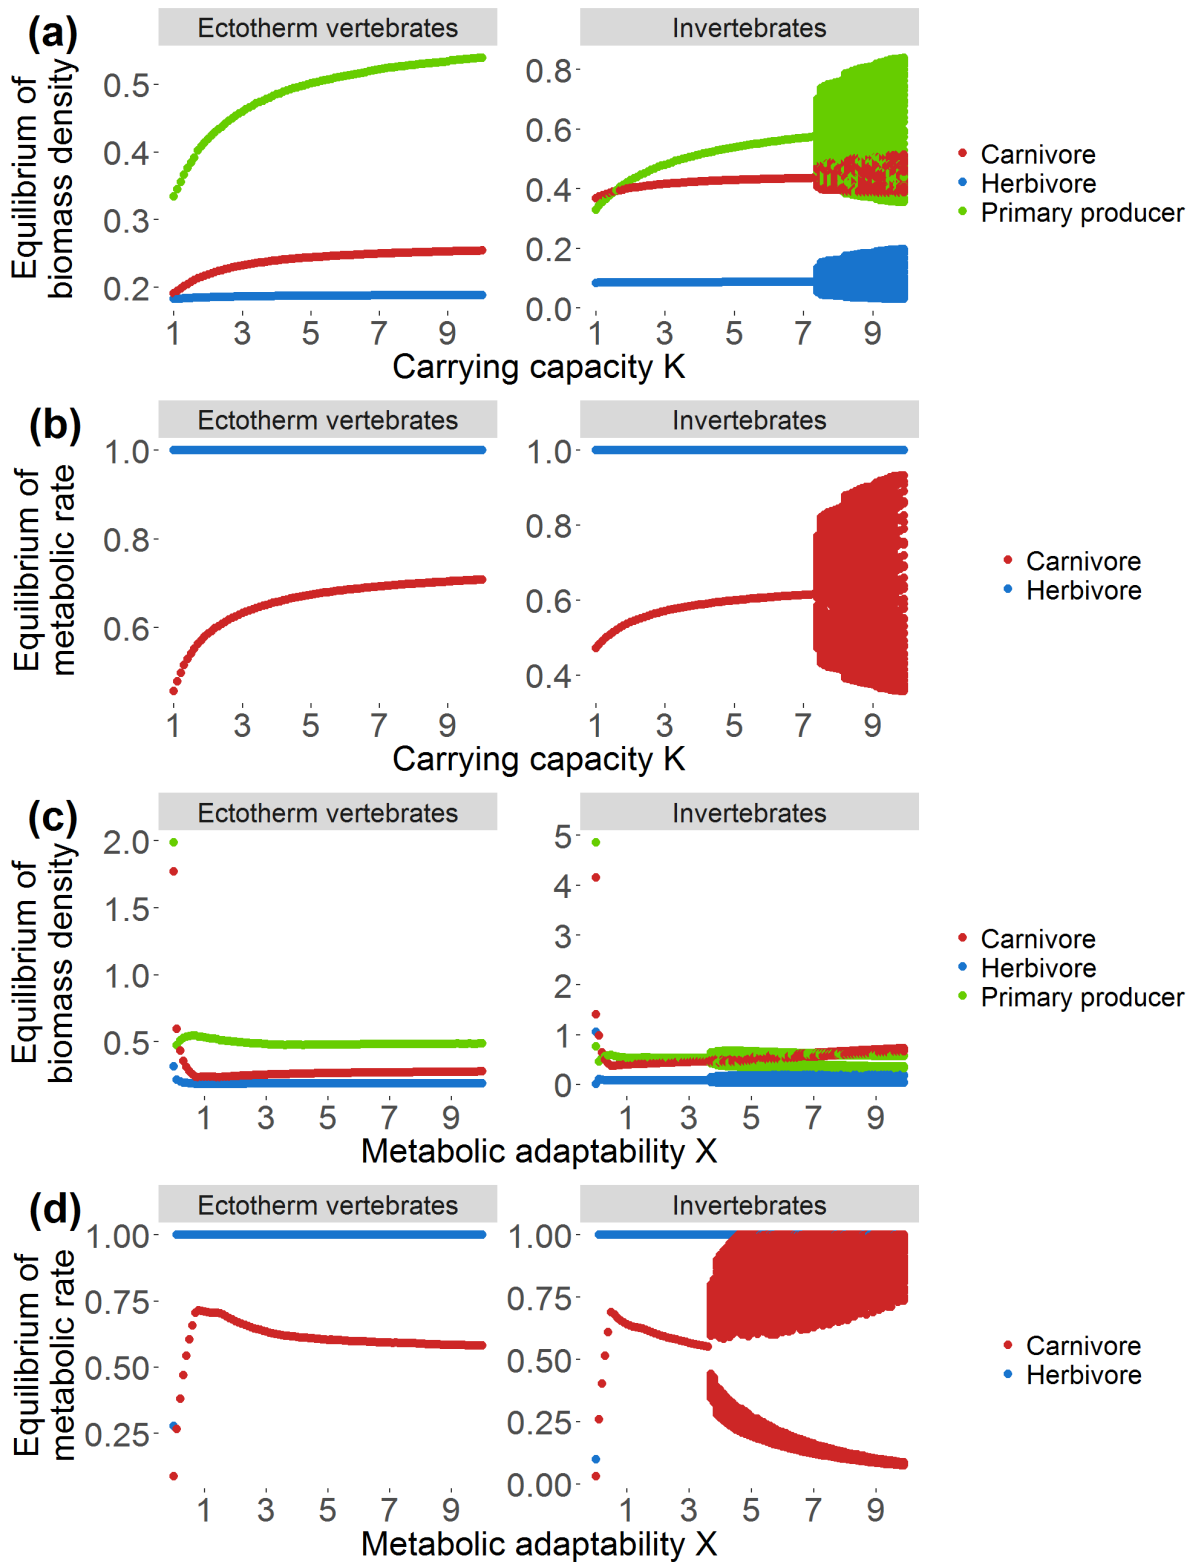 (a)
Ectotherm vertebrates
Invertebrates
Equilibrium of
biomass density
0.5
0.4
0.3
0.2
0.8
0.6
0.4
0.2
0.0
1 3 5 7 9
1 3 5 7 9
Carrying capacity K
Carnivore
Herbivore
Primary producer
(b)
Ectotherm vertebrates
Invertebrates
Equilibrium of
metabolic rate
1.0
0.8
0.6
1.0
0.8
0.6
0.4
1 3 5 7 9
1 3 5 7 9
Carrying capacity K
Carnivore
Herbivore
(c)
Ectotherm vertebrates
Invertebrates
Equilibrium of
biomass density
2.0
1.5
1.0
0.5
5
4
3
2
1
0
1 3 5 7 9
1 3 5 7 9
Metabolic adaptability X
Carnivore
Herbivore
Primary producer
(d)
Ectotherm vertebrates
Invertebrates
Equilibrium of
metabolic rate
1.00
0.75
0.50
0.25
1.00
0.75
0.50
0.25
0.00
1 3 5 7 9
1 3 5 7 9
Metabolic adaptability X
Carnivore
Herbivore